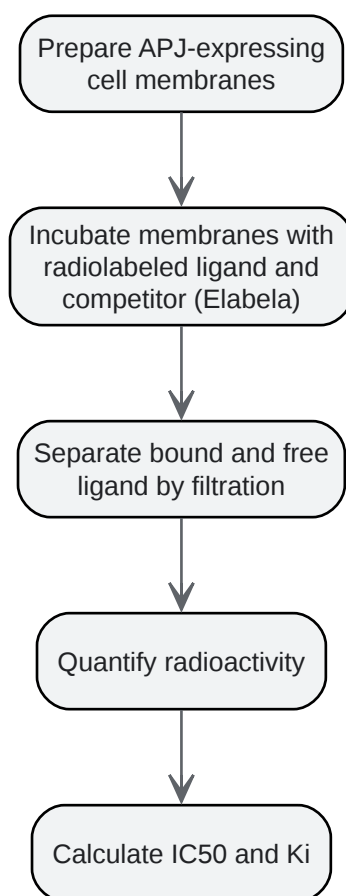 Prepare APJ-expressing
cell membranes
Incubate membranes with
radiolabeled ligand and
competitor (Elabela)
Separate bound and free
ligand by filtration
Quantify radioactivity
Calculate IC50 and Ki